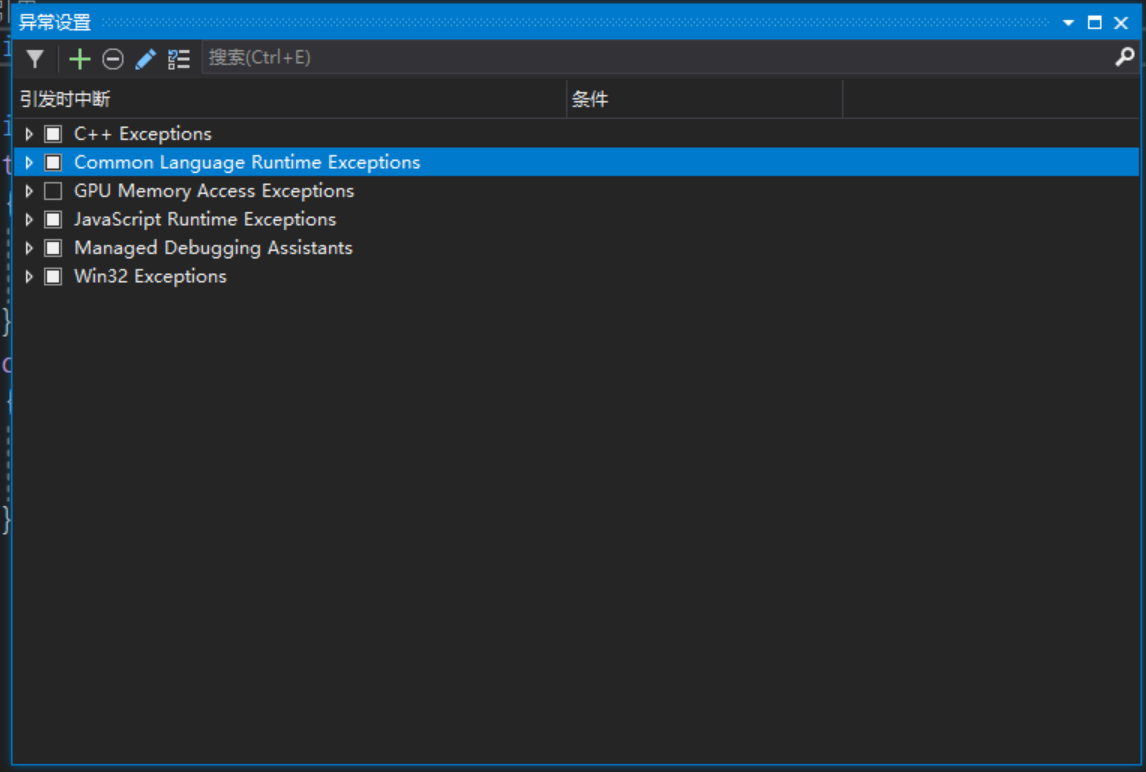 异常设置
搜索(Ctrl+E)
引发时中断 条件
C++ Exceptions
Common Language Runtime Exceptions
GPU Memory Access Exceptions
JavaScript Runtime Exceptions
Managed Debugging Assistants
Win32 Exceptions